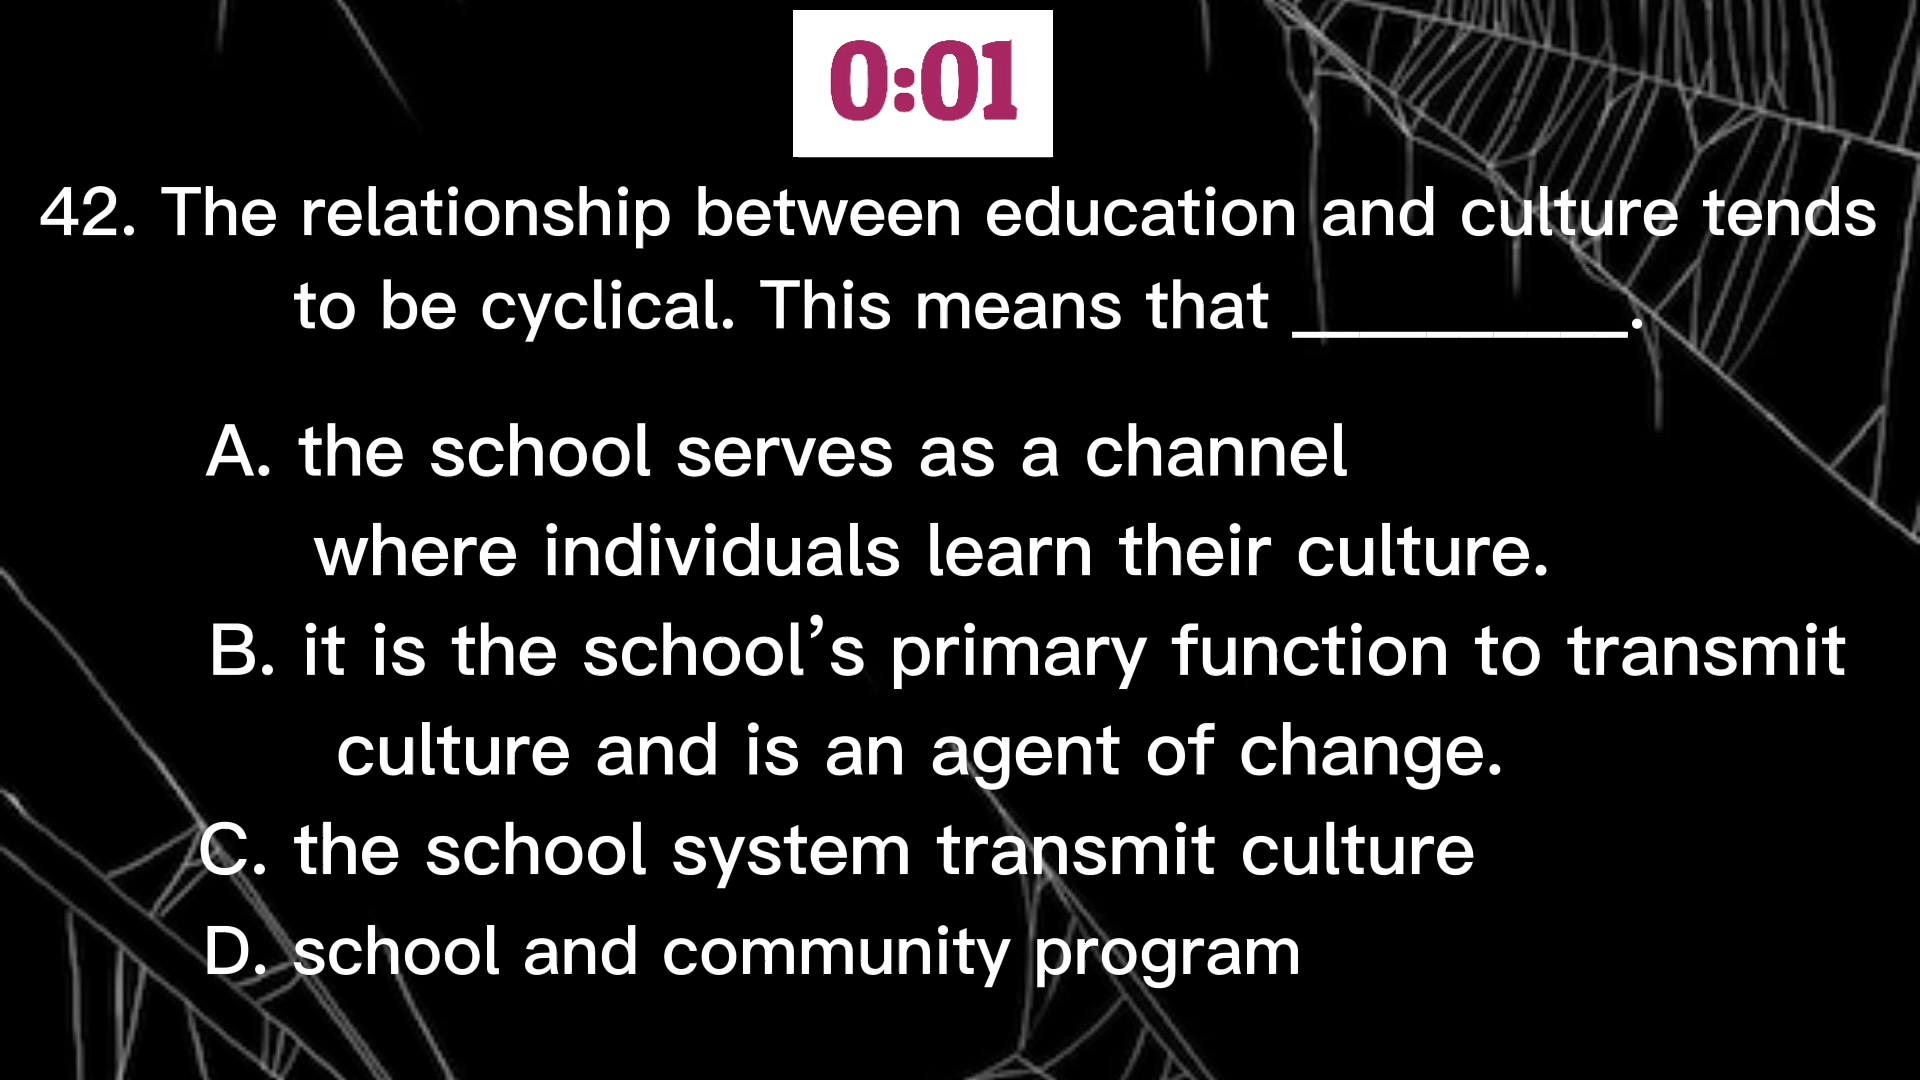 0:01
42. The relationship between education and culture tends
to be cyclical. This means that __________.
A. the school serves as a channel
where individuals learn their culture.
B. it is the school’s primary function to transmit
culture and is an agent of change.
C. the school system transmit culture
D. school and community program